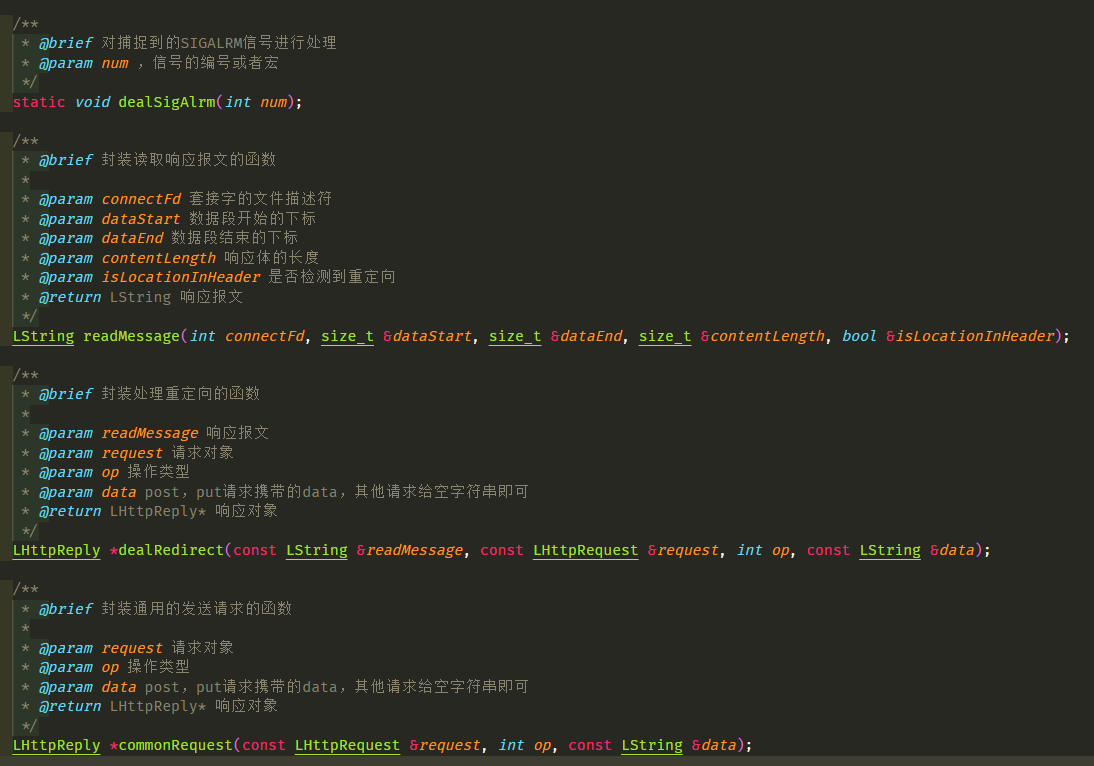 /**
 * @brief 对捕捉到的SIGALRM信号进行处理
 * @param num ，信号的编号或者宏
 */
static void dealSigAlrm(int num);
/**
 * @brief 封装读取响应报文的函数
 *
 * @param connectFd 套接字的文件描述符
 * @param dataStart 数据段开始的下标
 * @param dataEnd 数据段结束的下标
 * @param contentLength 响应体的长度
 * @param isLocationInHeader 是否检测到重定向
 * @return LString 响应报文
 */
LString readMessage(int connectFd, size_t &dataStart, size_t &dataEnd, size_t &contentLength, bool &isLocationInHeader);
/**
 * @brief 封装处理重定向的函数
 *
 * @param readMessage 响应报文
 * @param request 请求对象
 * @param op 操作类型
 * @param data post，put请求携带的data，其他请求给空字符串即可
 * @return LHttpReply* 响应对象
 */
LHttpReply *dealRedirect(const LString &readMessage, const LHttpRequest &request, int op, const LString &data);
/**
 * @brief 封装通用的发送请求的函数
 *
 * @param request 请求对象
 * @param op 操作类型
 * @param data post，put请求携带的data，其他请求给空字符串即可
 * @return LHttpReply* 响应对象
 */
LHttpReply *commonRequest(const LHttpRequest &request, int op, const LString &data);